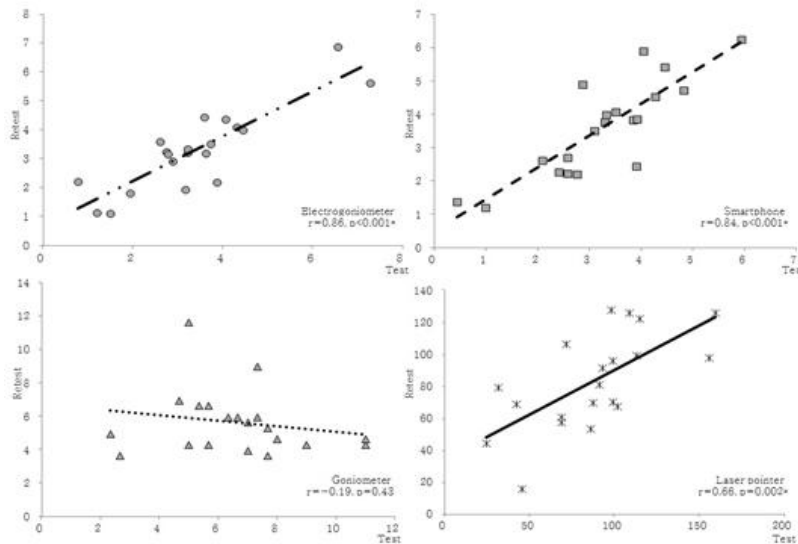 8
7
6
5
4
3
2
1
0
Retest
Electrogoniometer
r=0.86, p<0.001*
0 2 4 6 8
Test
7
6
5
4
3
2
1
0
Retest
Smartphone
r=0.84, p<0.001*
0 1 2 3 4 5 6 7
Test
14
12
10
8
6
4
2
0
Retest
Goniometer
r=−0.19, p=0.43
0 2 4 6 8 10 12
Test
140
120
100
80
60
40
20
0
Retest
Laser pointer
r=0.66, p=0.002*
0 50 100 150 200
Test